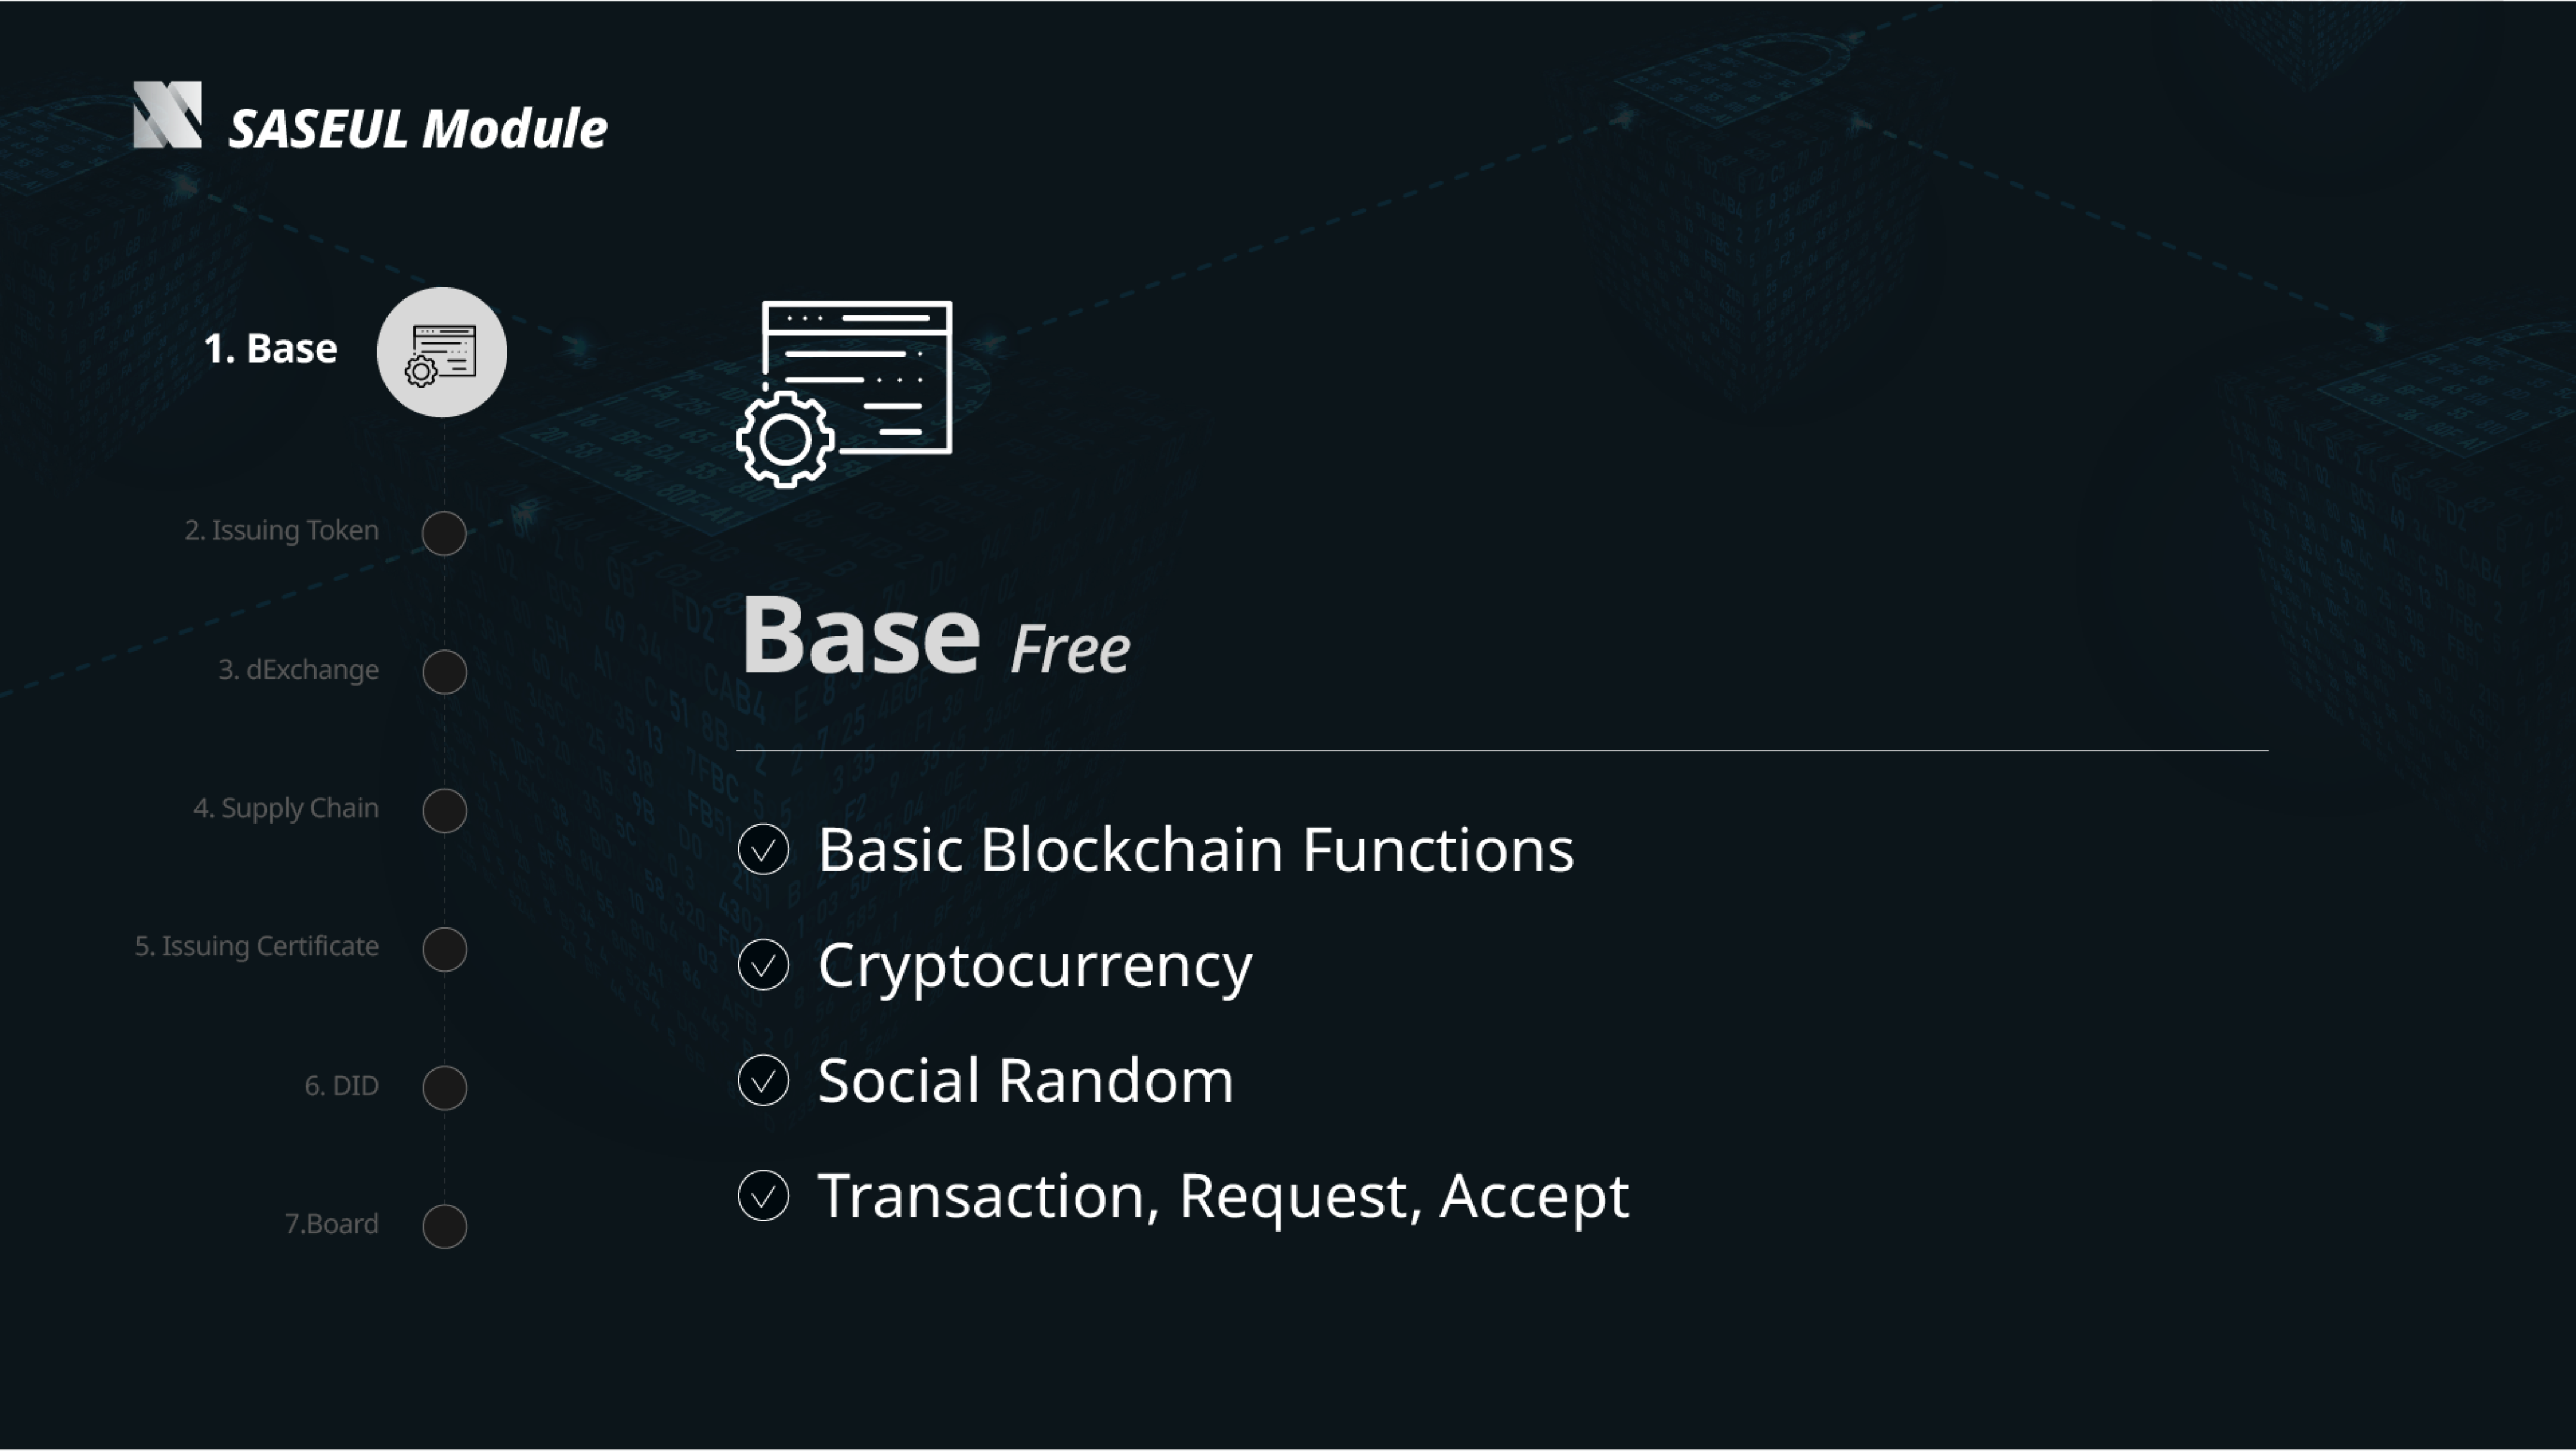 SASEUL Module
1. Base
2. Issuing Token
3. dExchange
4. Supply Chain
5. Issuing Certificate
6. DID
7.Board
Base Free
Basic Blockchain Functions
Cryptocurrency
Social Random
Transaction, Request, Accept